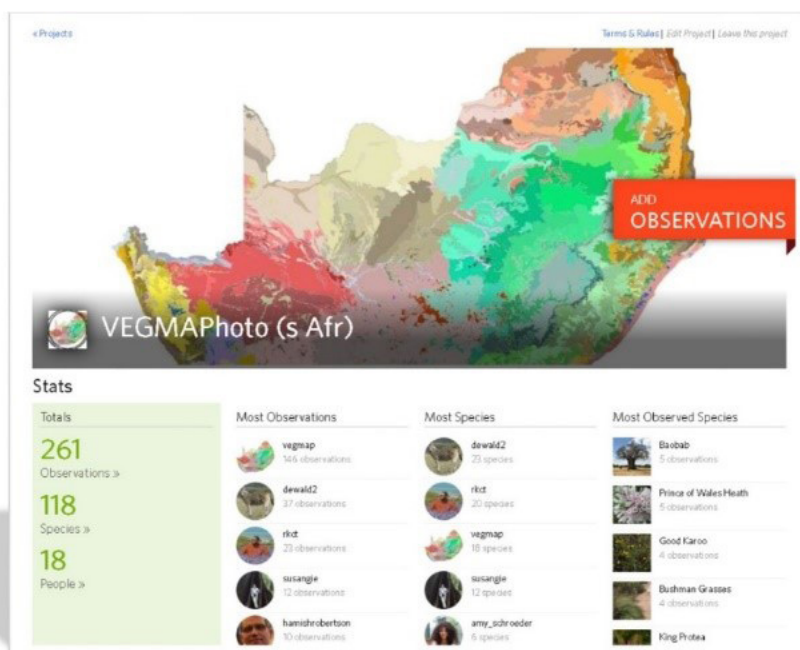 « Projects
Terms & Rules | Edit Project | Leave this project
ADD
OBSERVATIONS
VEGMAPhoto (s Afr)
Stats
Totals
261
Observations »
118
Species »
18
People »
Most Observations
vegmap
146 observations
dewald2
37 observations
rkct
23 observations
susangie
12 observations
hamishrobertson
10 observations
Most Species
dewald2
23 species
rkct
20 species
vegmap
18 species
susangie
12 species
amy_schroeder
6 species
Most Observed Species
Baobab
5 observations
Prince of Wales Heath
5 observations
Good Karoo
4 observations
Bushman Grasses
4 observations
King Protea